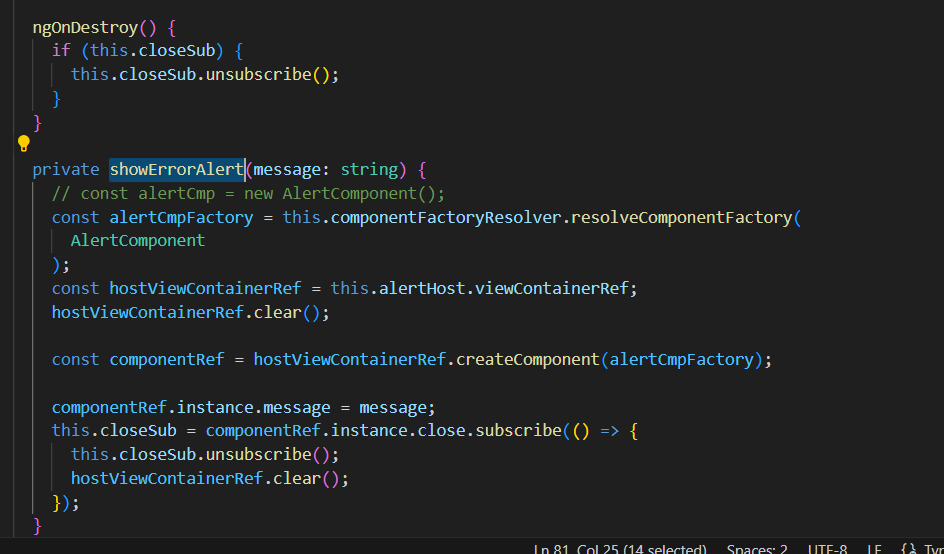 ngOnDestroy() {
if (this.closeSub) {
this.closeSub.unsubscribe();
}
}
private showErrorAlert(message: string) {
// const alertCmp = new AlertComponent();
const alertCmpFactory = this.componentFactoryResolver.resolveComponentFactory(
AlertComponent
);
const hostViewContainerRef = this.alertHost.viewContainerRef;
hostViewContainerRef.clear();
const componentRef = hostViewContainerRef.createComponent(alertCmpFactory);
componentRef.instance.message = message;
this.closeSub = componentRef.instance.close.subscribe(() => {
this.closeSub.unsubscribe();
hostViewContainerRef.clear();
});
}
Ln 81, Col 25 (14 selected) Spaces: 2 UTF-8 LF {}